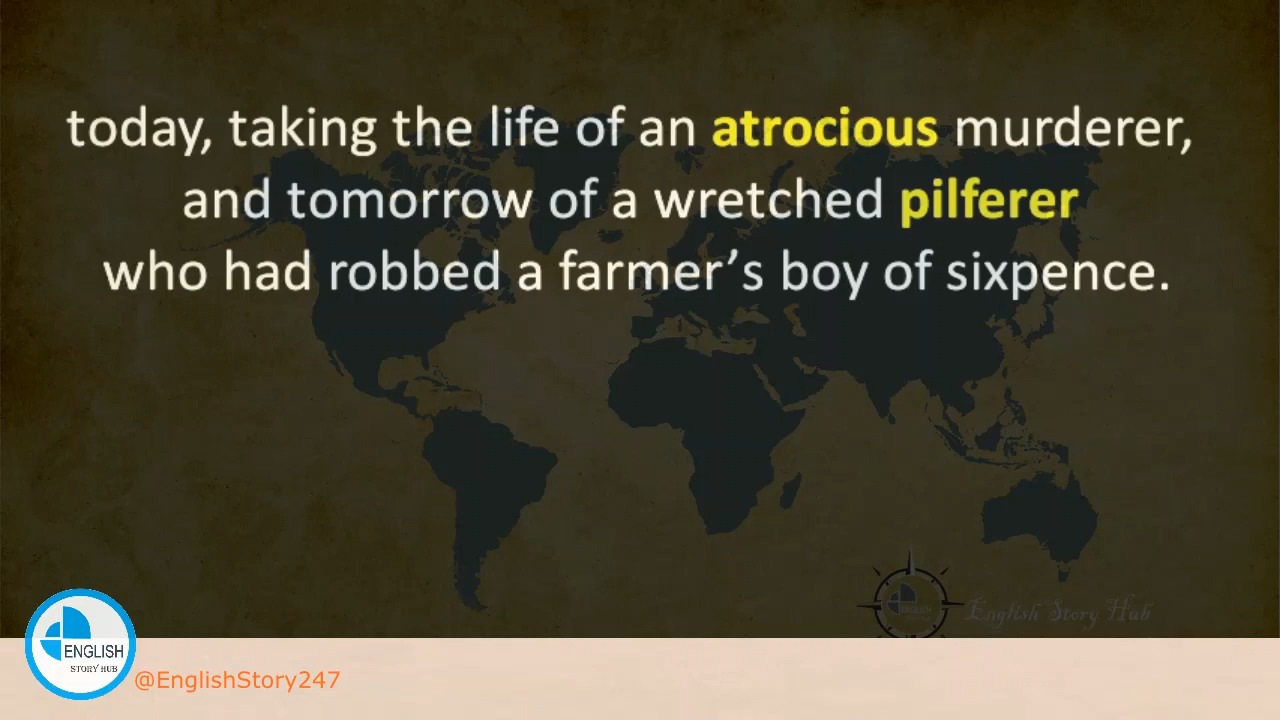 today, taking the life of an atrocious murderer,
and tomorrow of a wretched pilferer
who had robbed a farmer’s boy of sixpence.
English Story Hub
ENGLISH
STORY HUB
@EnglishStory247